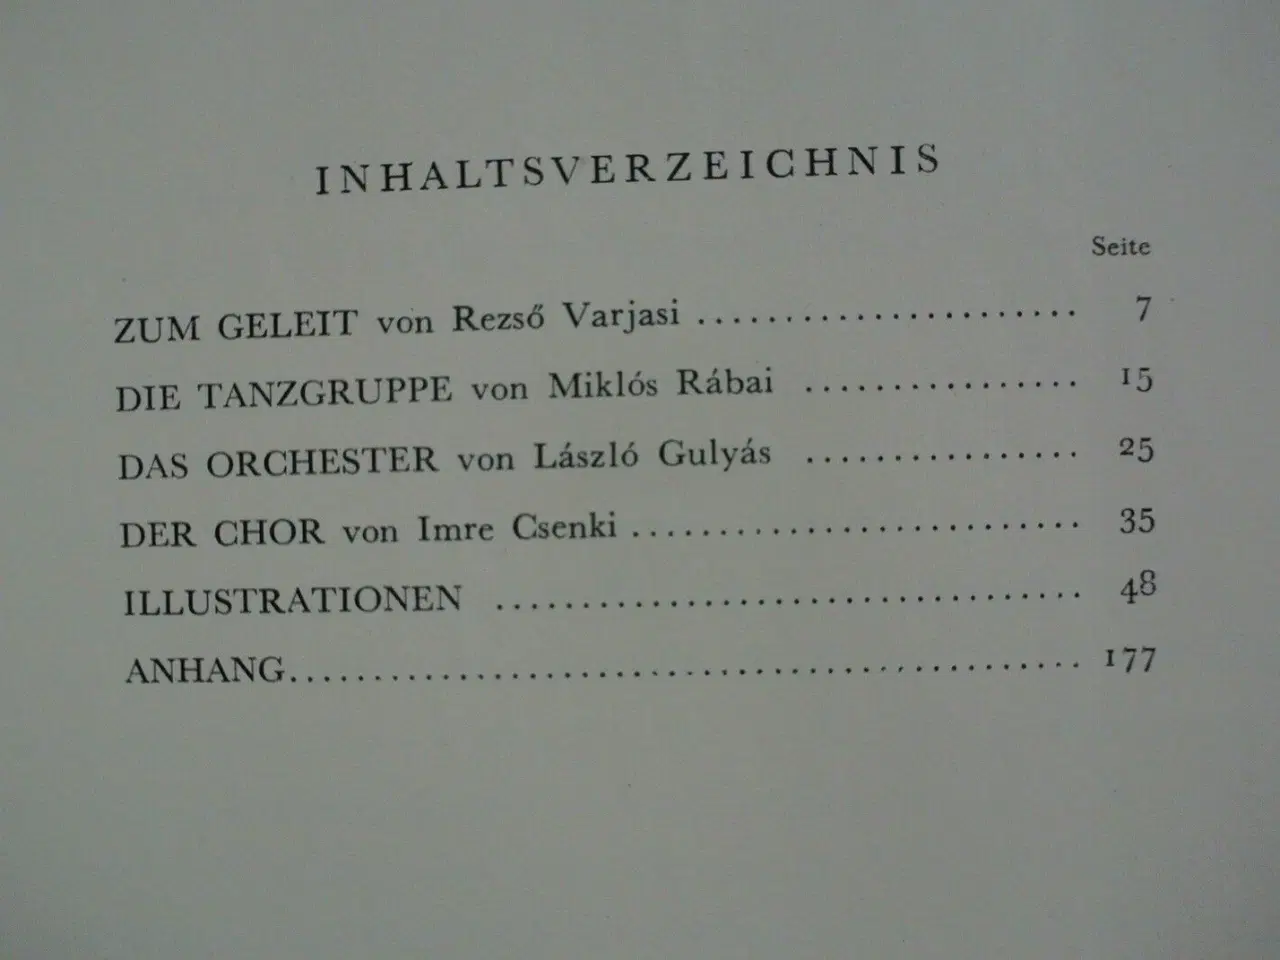 INHALTSVERZEICHNIS
Seite
ZUM GELEIT von Rezső Varjasi ........................ 7
DIE TANZGRUPPE von Miklós Rábai ................ 15
DAS ORCHESTER von László Gulyás ................ 25
DER CHOR von Imre Csenki .......................... 35
ILLUSTRATIONEN .................................. 48
ANHANG................................................ 177